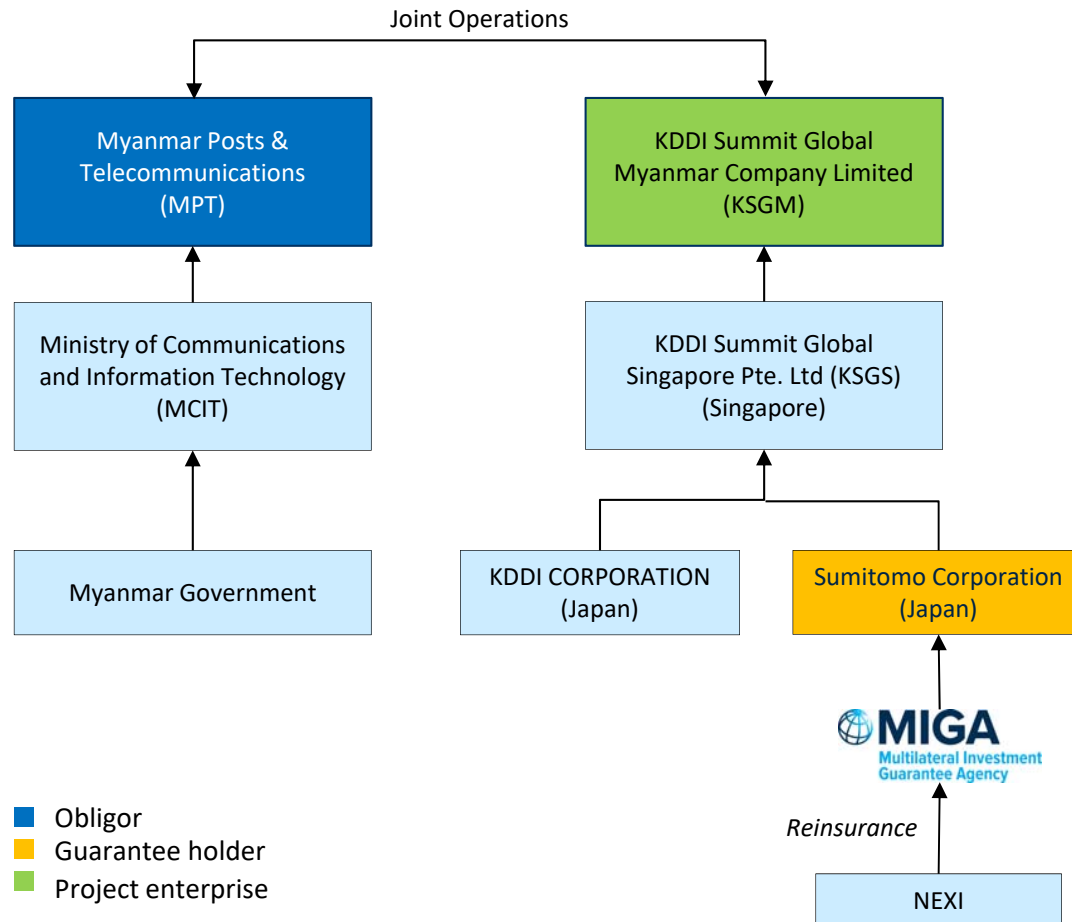 Joint Operations
Myanmar Posts &
Telecommunications
(MPT)
KDDI Summit Global
Myanmar Company Limited
(KSGM)
Ministry of Communications
and Information Technology
(MCIT)
KDDI Summit Global
Singapore Pte. Ltd (KSGS)
(Singapore)
Myanmar Government
KDDI CORPORATION
(Japan)
Sumitomo Corporation
(Japan)
MIGA
Multilateral Investment
Guarantee Agency
Obligor
Guarantee holder
Project enterprise
Reinsurance
NEXI